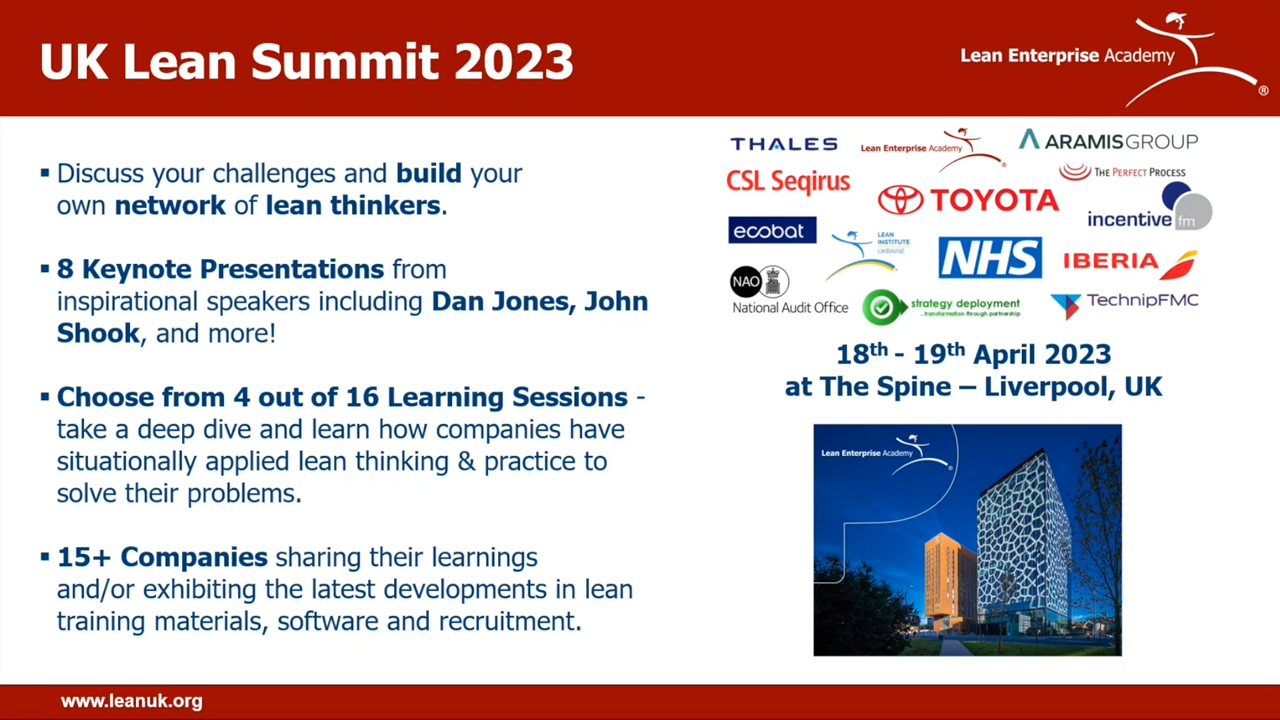 UK Lean Summit 2023
Lean Enterprise Academy
®
▪ Discuss your challenges and build your
own network of lean thinkers.
▪ 8 Keynote Presentations from
inspirational speakers including Dan Jones, John
Shook, and more!
▪ Choose from 4 out of 16 Learning Sessions -
take a deep dive and learn how companies have
situationally applied lean thinking & practice to
solve their problems.
▪ 15+ Companies sharing their learnings
and/or exhibiting the latest developments in lean
training materials, software and recruitment.
THALES
Lean Enterprise Academy
®
ARAMISGROUP
CSL Seqirus
TOYOTA
THE PERFECT PROCESS
incentive fm
ecobat
LEAN
INSTITUTE
UKRAINE
NHS
IBERIA
NAO
National Audit Office
strategy deployment
...transformation through partnership
TechnipFMC
18th - 19th April 2023
at The Spine – Liverpool, UK
Lean Enterprise Academy
®
www.leanuk.org